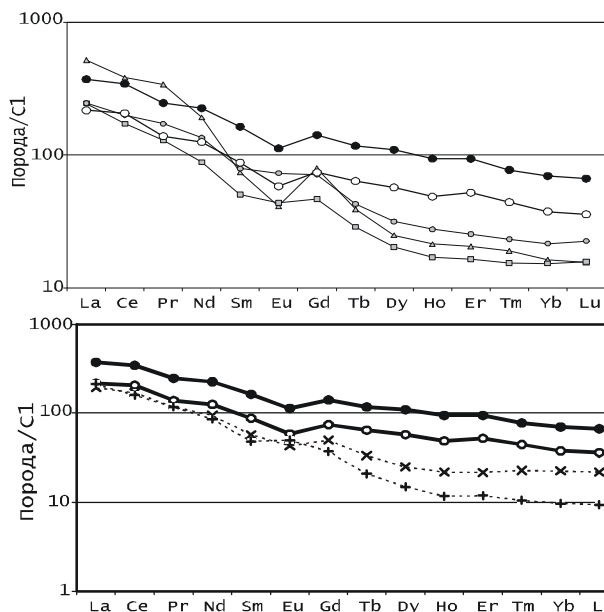 1000
100
10
Порода/C1
La Ce Pr Nd Sm Eu Gd Tb Dy Ho Er Tm Yb Lu
1000
100
10
1
Порода/C1
La Ce Pr Nd Sm Eu Gd Tb Dy Ho Er Tm Yb L